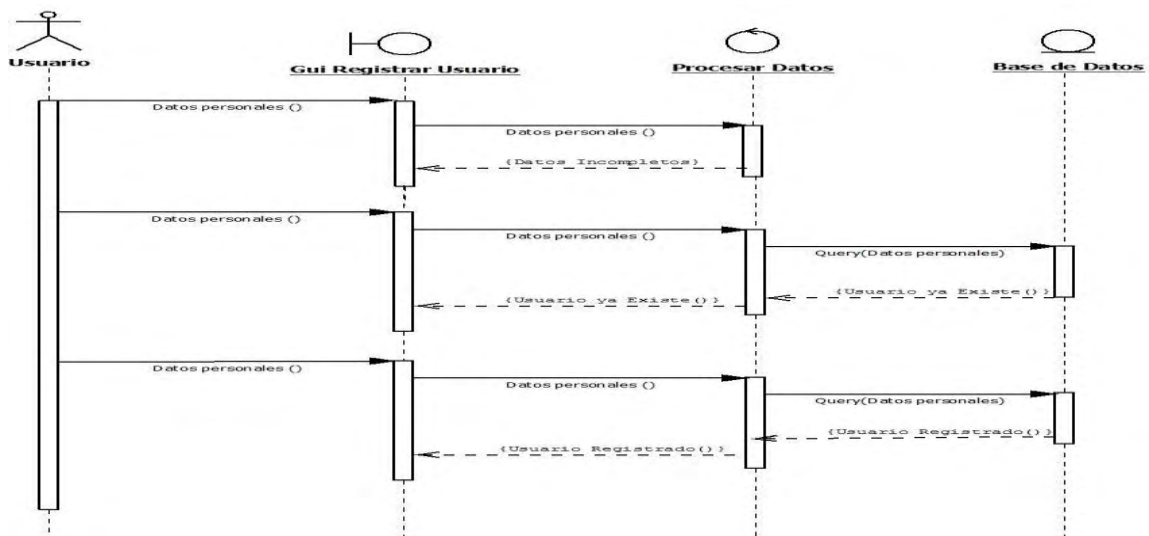 Usuario
Gui Registrar Usuario
Procesar Datos
Base de Datos
Datos personales ()
Datos personales ()
{Datos Incompletos}
Datos personales ()
Datos personales ()
Query(Datos personales)
{Usuario ya Existe()}
{Usuario ya Existe()}
Datos personales ()
Datos personales ()
Query(Datos personales)
{Usuario Registrado()}
{Usuario Registrado()}